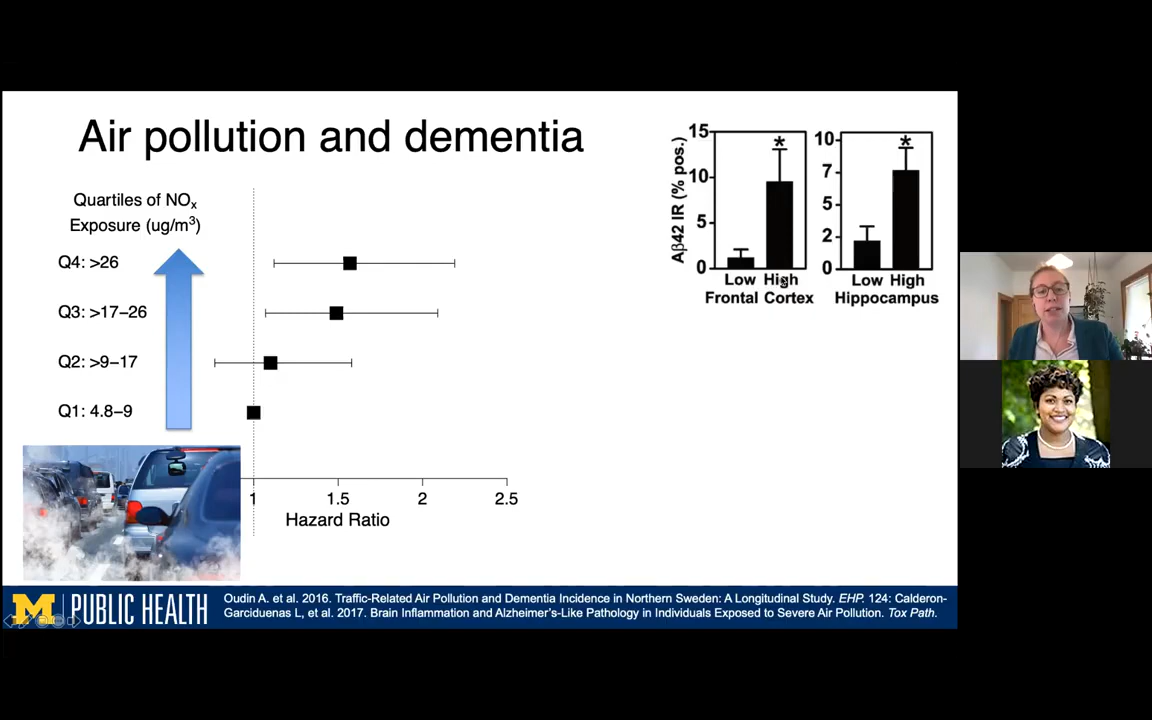 Air pollution and dementia
Quartiles of NOx
Exposure (ug/m3)
Q4: >26
Q3: >17–26
Q2: >9–17
Q1: 4.8–9
1
1.5
2
2.5
Hazard Ratio
Aβ42 IR (% pos.)
15
10
5
0
*
Low High
Frontal Cortex
10
7
5
2
0
*
Low High
Hippocampus
M PUBLIC HEALTH
Oudin A. et al. 2016. Traffic-Related Air Pollution and Dementia Incidence in Northern Sweden: A Longitudinal Study. EHP. 124: Calderon-
Garciduenas L, et al. 2017. Brain Inflammation and Alzheimer's-Like Pathology in Individuals Exposed to Severe Air Pollution. Tox Path.